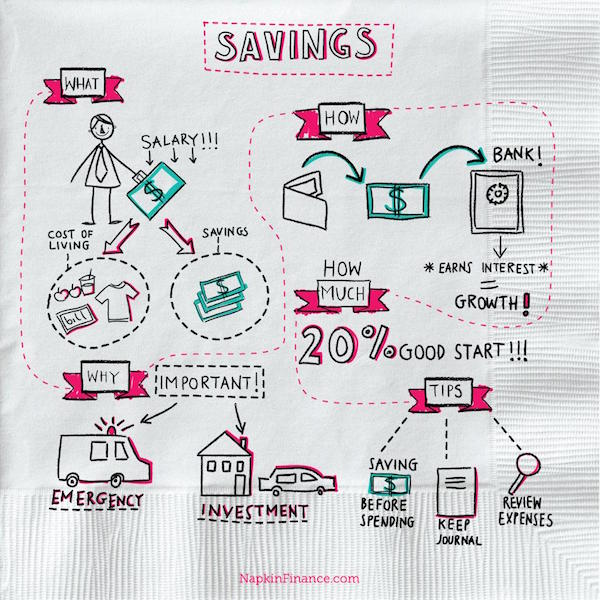 SAVINGS
WHAT
SALARY!!!
$
COST OF
LIVING
bill
SAVINGS
$
WHY
IMPORTANT!
EMERGENCY
INVESTMENT
HOW
$
BANK!
*EARNS INTEREST*
=
GROWTH!
HOW
MUCH
20% GOOD START!!!
TIPS
SAVING
$
BEFORE
SPENDING
KEEP
JOURNAL
REVIEW
EXPENSES
NapkinFinance.com